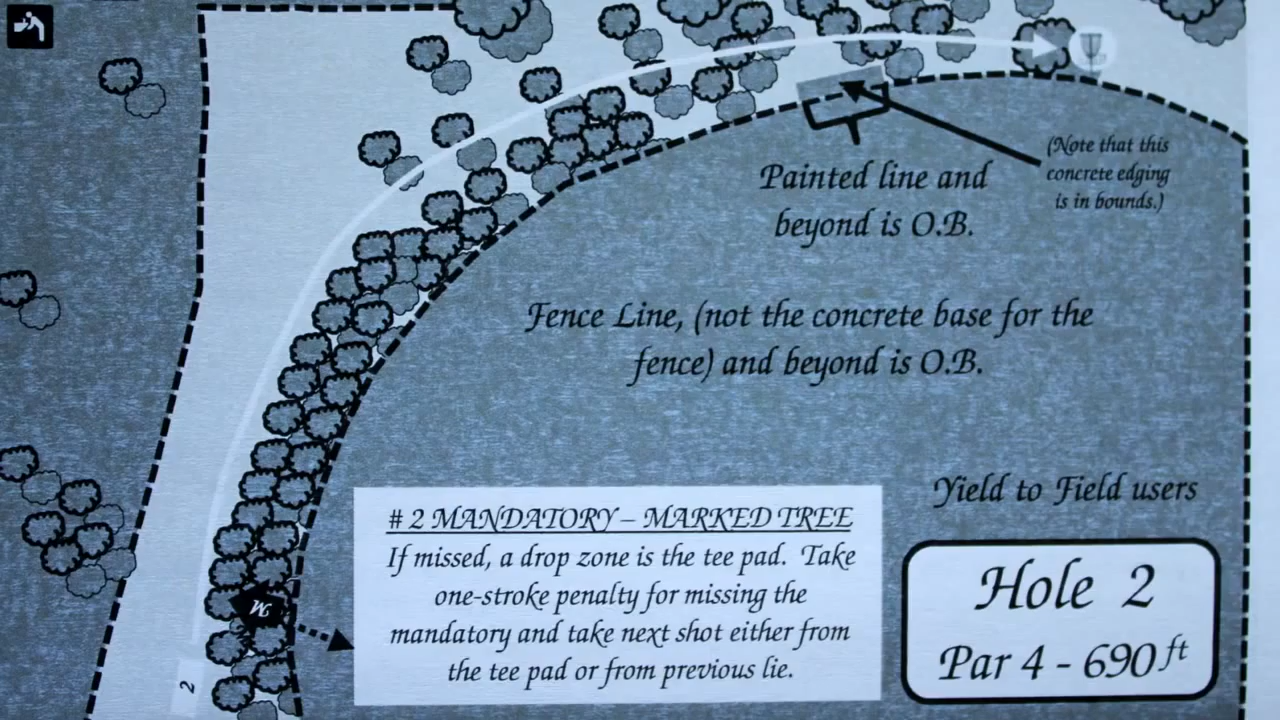 (Note that this
concrete edging
is in bounds.)
Painted line and
beyond is O.B.
Fence Line, (not the concrete base for the
fence) and beyond is O.B.
Yield to Field users
# 2 MANDATORY – MARKED TREE
If missed, a drop zone is the tee pad. Take
one-stroke penalty for missing the
mandatory and take next shot either from
the tee pad or from previous lie.
Hole 2
Par 4 - 690 ft
M
2